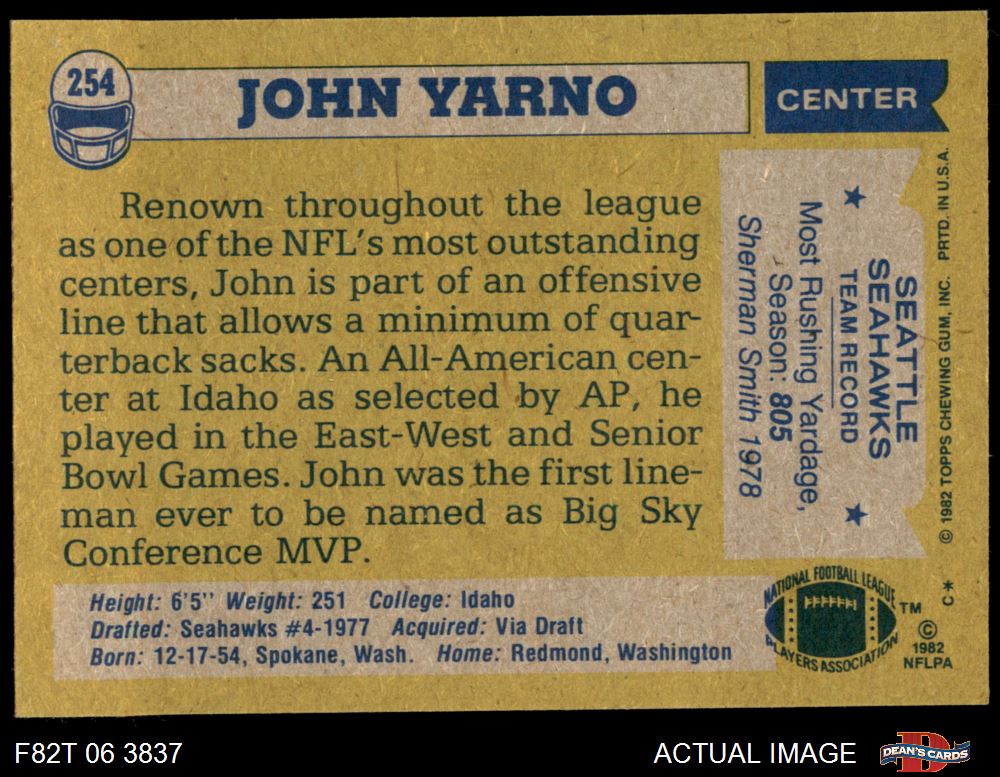 254
JOHN YARNO
CENTER
Renown throughout the league
as one of the NFL's most outstanding
centers, John is part of an offensive
line that allows a minimum of quar-
terback sacks. An All-American cen-
ter at Idaho as selected by AP, he
played in the East-West and Senior
Bowl Games. John was the first line-
man ever to be named as Big Sky
Conference MVP.
SEATTLE
SEAHAWKS
TEAM RECORD
Most Rushing Yardage,
Season: 805
Sherman Smith 1978
© 1982 TOPPS CHEWING GUM, INC. PRTD. IN U.S.A.
C*
Height: 6'5" Weight: 251 College: Idaho
Drafted: Seahawks #4-1977 Acquired: Via Draft
Born: 12-17-54, Spokane, Wash. Home: Redmond, Washington
NATIONAL FOOTBALL LEAGUE
PLAYERS ASSOCIATION
TM
©
1982
NFLPA
F82T 06 3837
ACTUAL IMAGE
D
DEAN'S CARDS